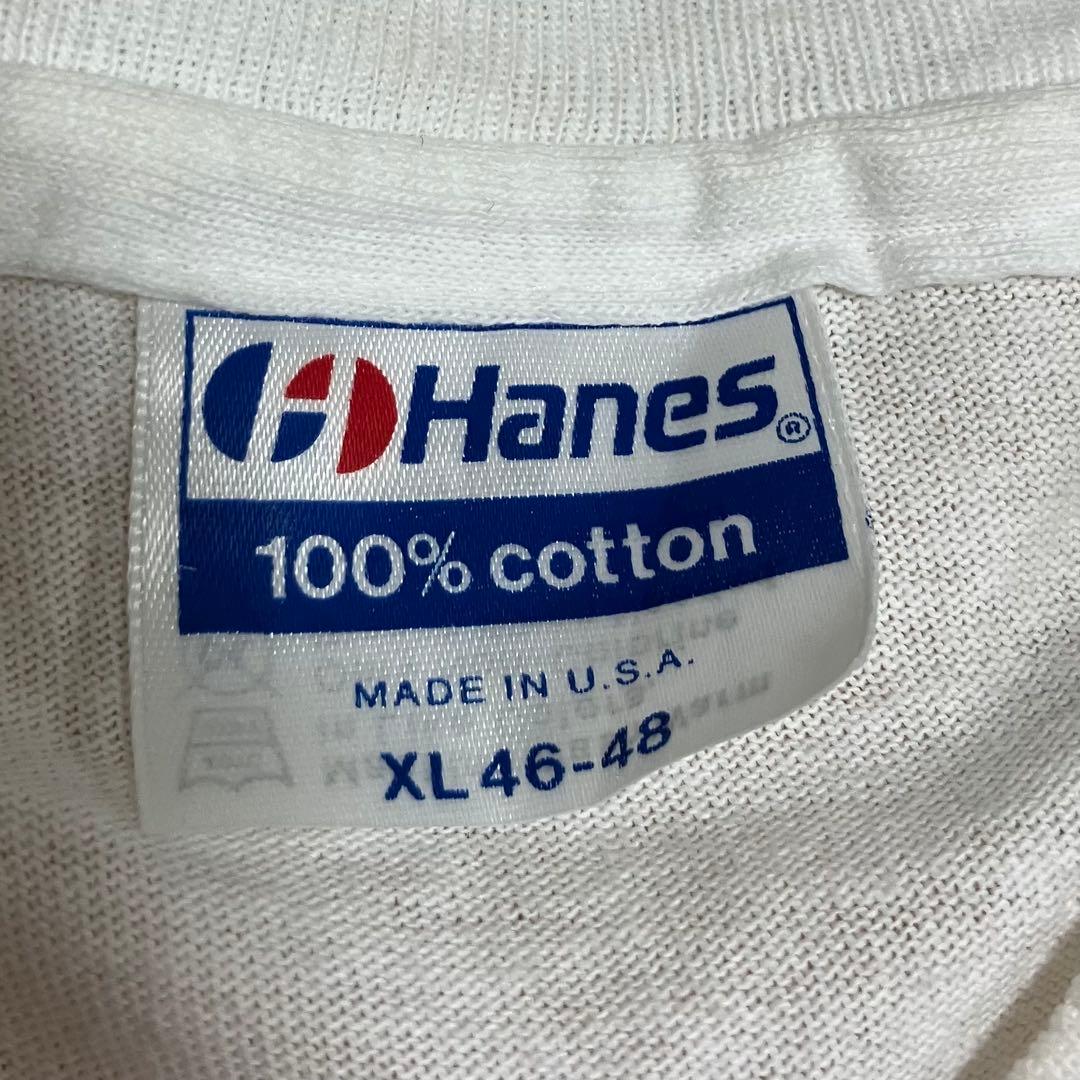 Hanes®
100% cotton
MADE IN U.S.A.
XL 46-48